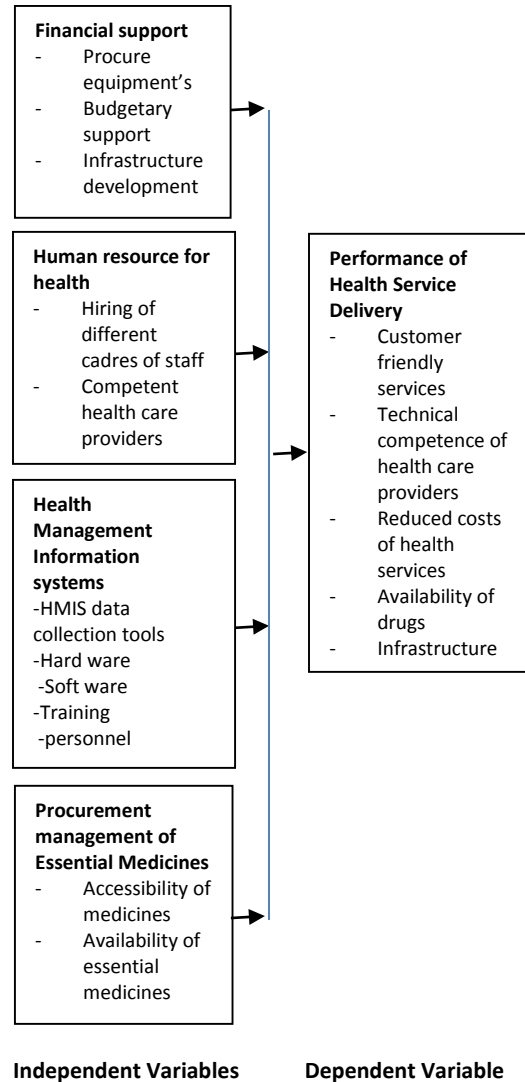 Financial support
- Procure
equipment's
- Budgetary
support
- Infrastructure
development
Human resource for
health
- Hiring of
different
cadres of staff
- Competent
health care
providers
Health
Management
Information
systems
-HMIS data
collection tools
-Hard ware
-Soft ware
-Training
-personnel
Procurement
management of
Essential Medicines
- Accessibility of
medicines
- Availability of
essential
medicines
Performance of
Health Service
Delivery
- Customer
friendly
services
- Technical
competence of
health care
providers
- Reduced costs
of health
services
- Availability of
drugs
- Infrastructure
Independent Variables
Dependent Variable